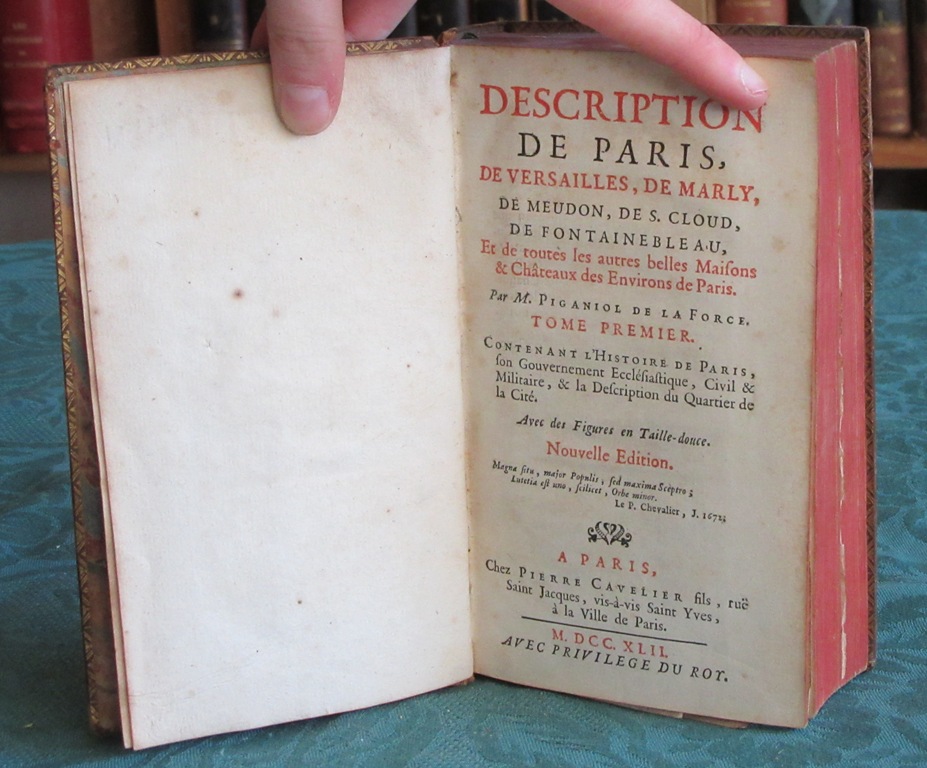 DESCRIPTION
DE PARIS,
DE VERSAILLES, DE MARLY,
DE MEUDON, DE S. CLOUD,
DE FONTAINEBLEAU,
Et de toutes les autres belles Maiſons
& Châteaux des Environs de Paris.
Par M. PIGANIOL DE LA FORCE.
TOME PREMIER.
CONTENANT L'HISTOIRE DE PARIS,
ſon Gouvernement Eccléſiaſtique, Civil &
Militaire, & la Deſcription du Quartier de
la Cité.
Avec des Figures en Taille-douce.
Nouvelle Edition.
Magna ſitu, major Populis, ſed maxima Sceptro;
Lutetia eſt uno, ſcilicet, Orbe minor.
Le P. Chevalier, J. 1672;
A PARIS,
Chez PIERRE CAVELIER fils, ruë
Saint Jacques, vis-à-vis Saint Yves,
à la Ville de Paris.
M. DCC. XLII.
AVEC PRIVILEGE DU ROY.